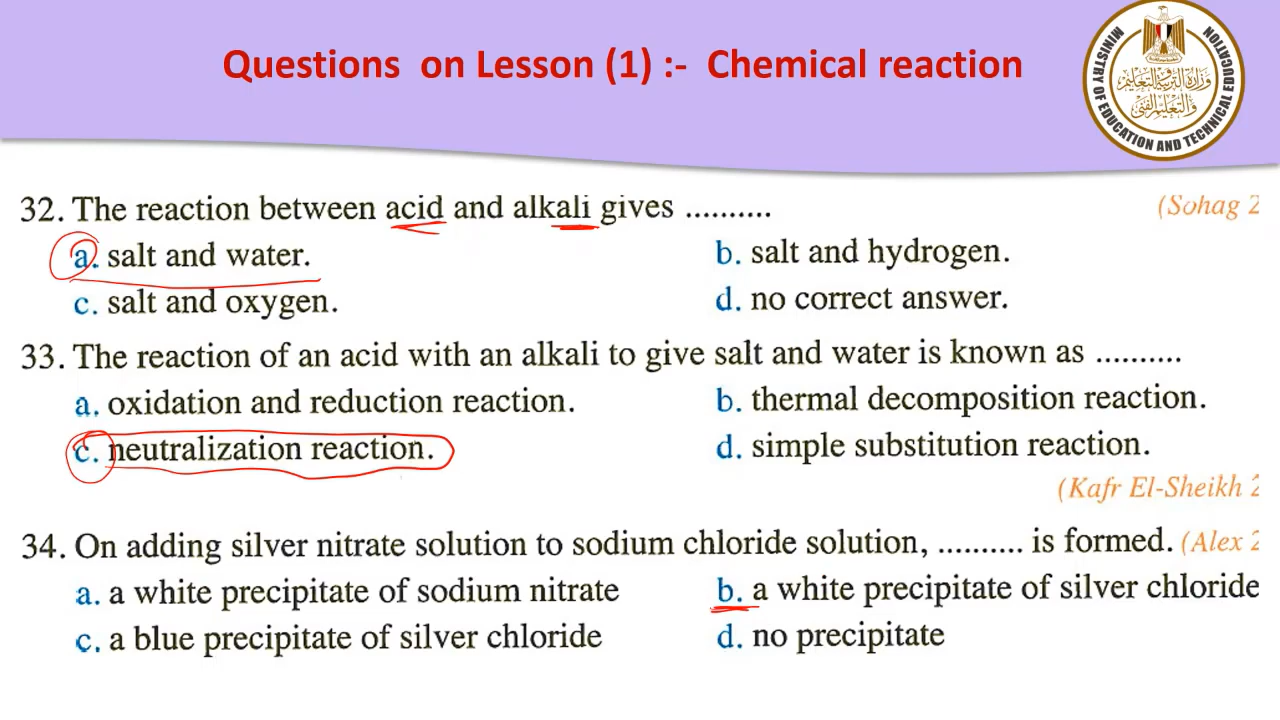 Questions on Lesson (1) :- Chemical reaction
MINISTRY OF EDUCATION AND TECHNICAL EDUCATION
وزارة التربية والتعليم
والتعليم الفني
32. The reaction between acid and alkali gives ..........
(Sohag 2
a. salt and water.
b. salt and hydrogen.
c. salt and oxygen.
d. no correct answer.
33. The reaction of an acid with an alkali to give salt and water is known as ..........
a. oxidation and reduction reaction.
b. thermal decomposition reaction.
c. neutralization reaction.
d. simple substitution reaction.
(Kafr El-Sheikh 2
34. On adding silver nitrate solution to sodium chloride solution, .......... is formed. (Alex 2
a. a white precipitate of sodium nitrate
b. a white precipitate of silver chloride
c. a blue precipitate of silver chloride
d. no precipitate